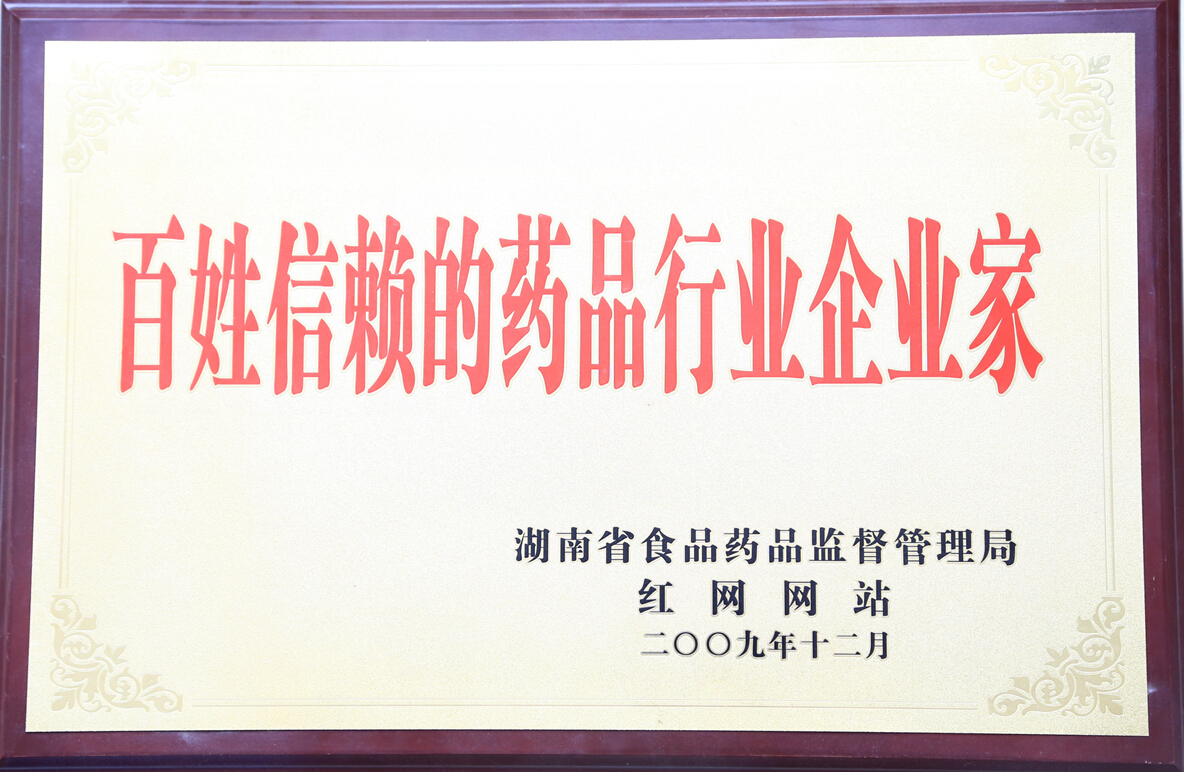 百姓信赖的药品行业企业家
湖南省食品药品监督管理局
红网网站
二〇〇九年十二月